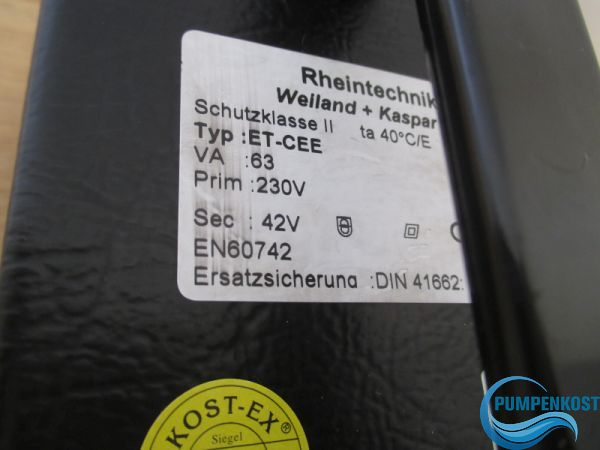 Rheintechnik
Weiland + Kaspar
Schutzklasse II ta 40°C/E
Typ :ET-CEE
VA :63
Prim :230V
Sec : 42V
EN60742
Ersatzsicherung :DIN 41662:
KOST-EX
Siegel
PUMPENKOST